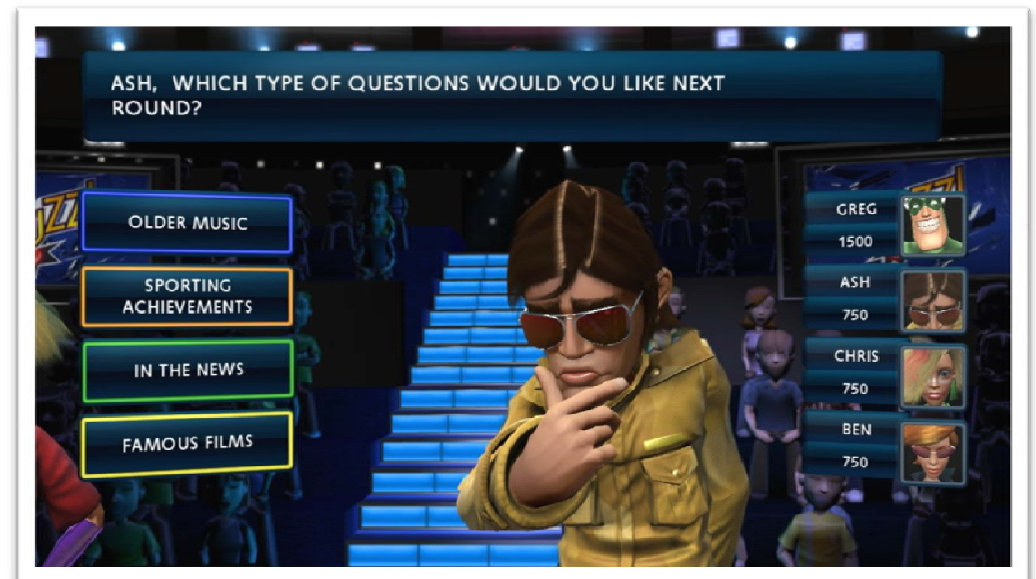 ASH, WHICH TYPE OF QUESTIONS WOULD YOU LIKE NEXT
ROUND?
OLDER MUSIC
SPORTING
ACHIEVEMENTS
IN THE NEWS
FAMOUS FILMS
GREG
1500
ASH
750
CHRIS
750
BEN
750